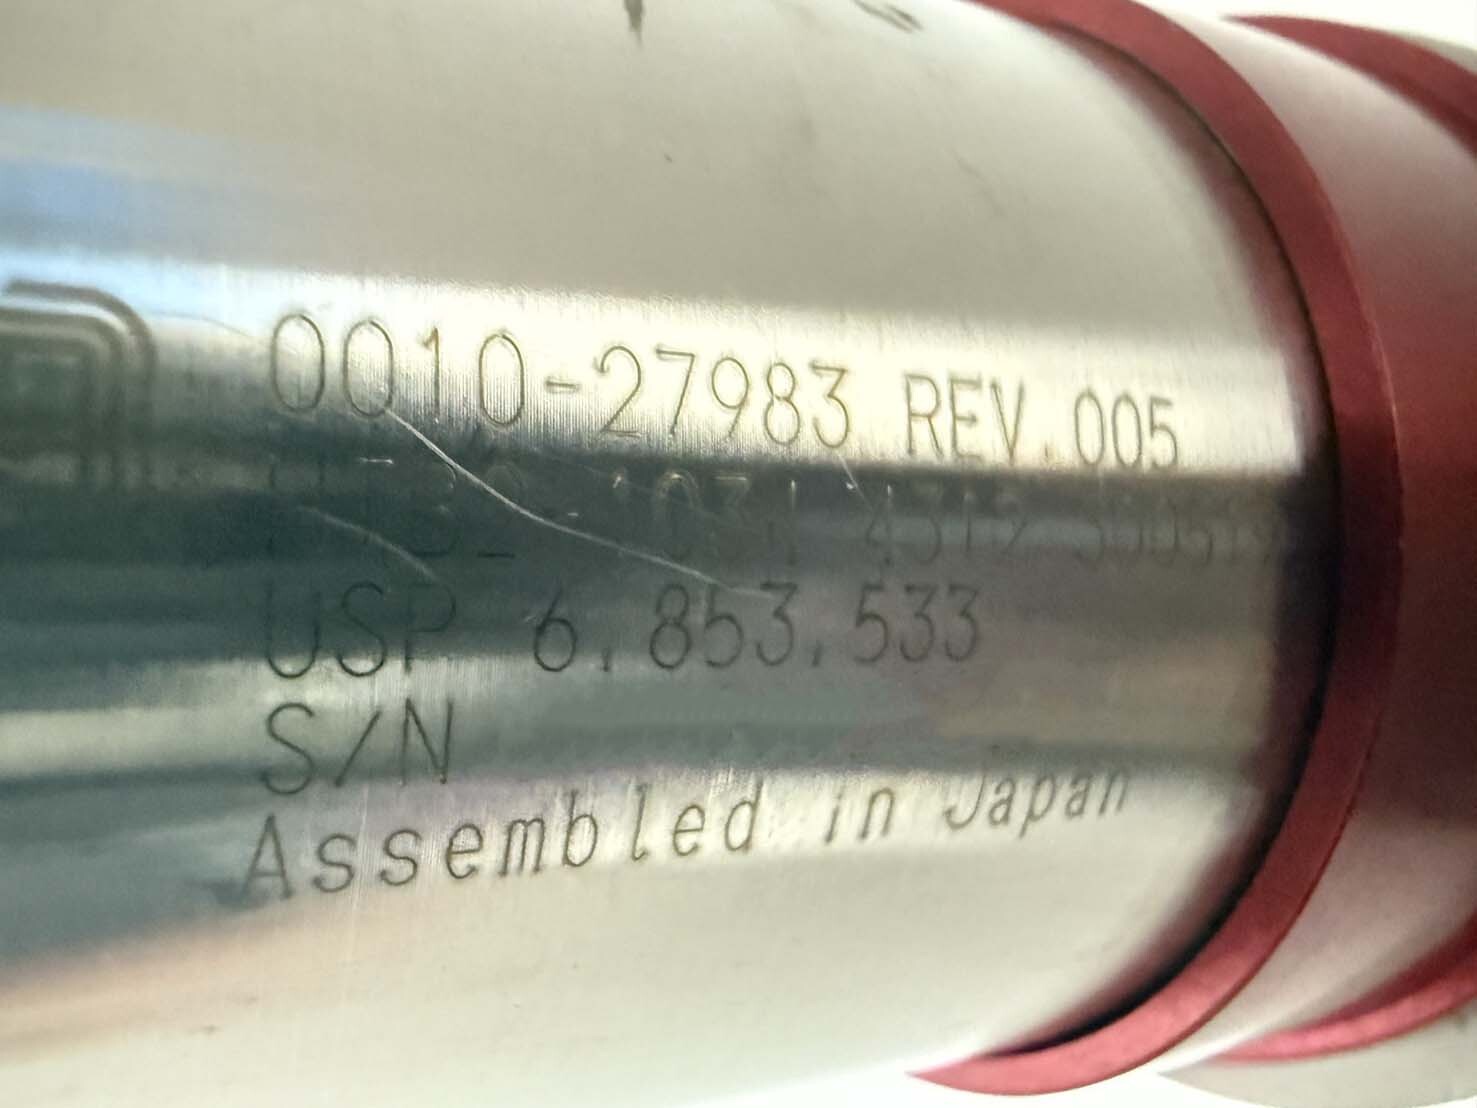 0010-27983 REV.005
USP 6,853,533
S/N
Assembled in Japan